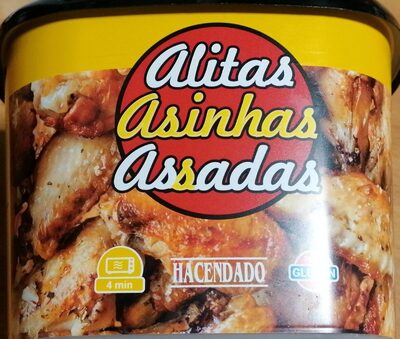 Alitas
Asinhas
Assadas
4 min
HACENDADO